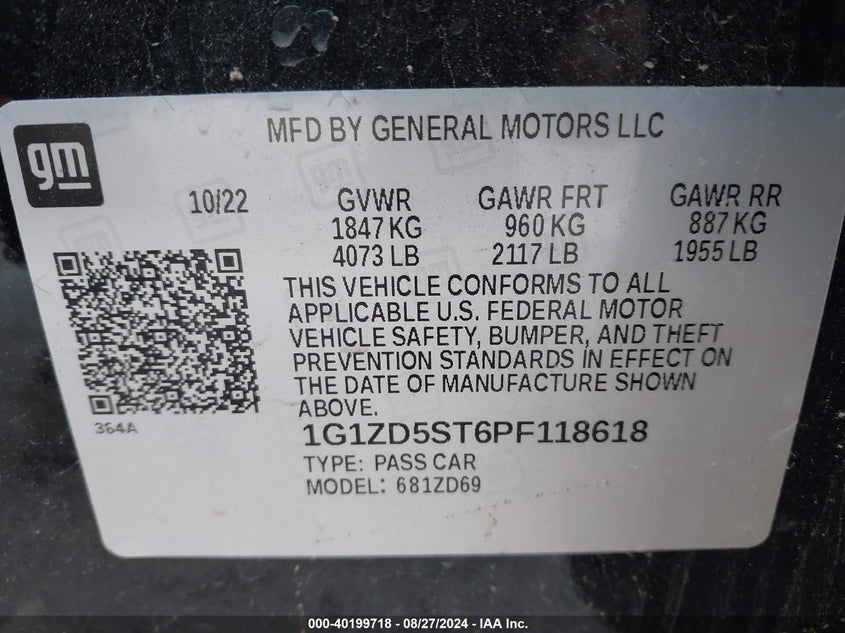 gm
MFD BY GENERAL MOTORS LLC
10/22 GVWR GAWR FRT GAWR RR
1847 KG 960 KG 887 KG
4073 LB 2117 LB 1955 LB
THIS VEHICLE CONFORMS TO ALL
APPLICABLE U.S. FEDERAL MOTOR
VEHICLE SAFETY, BUMPER, AND THEFT
PREVENTION STANDARDS IN EFFECT ON
THE DATE OF MANUFACTURE SHOWN
ABOVE.
364A
1G1ZD5ST6PF118618
TYPE: PASS CAR
MODEL: 681ZD69
000-40199718 - 08/27/2024 - IAA Inc.